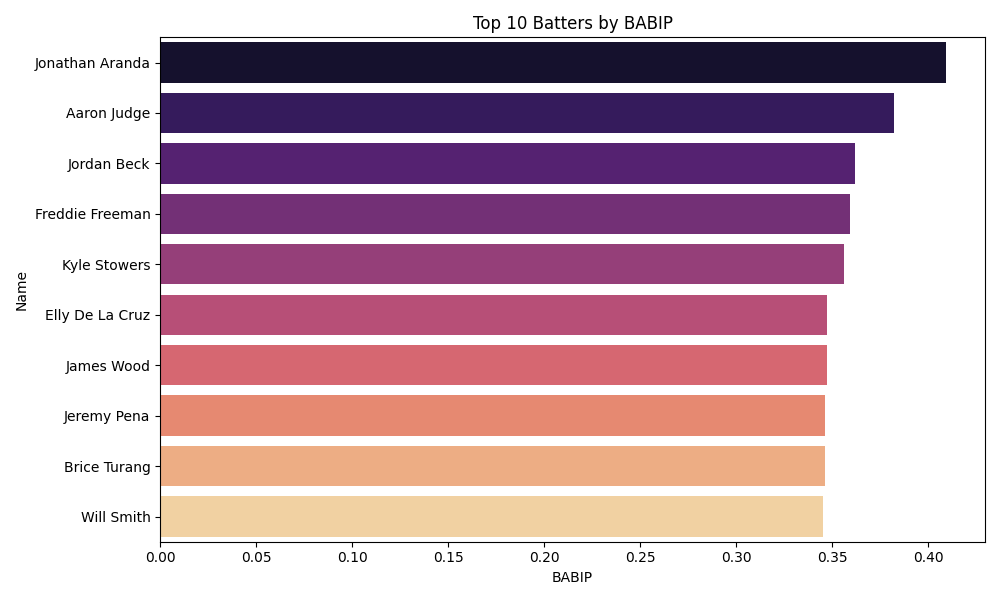 Top 10 Batters by BABIP
Name
Jonathan Aranda
Aaron Judge
Jordan Beck
Freddie Freeman
Kyle Stowers
Elly De La Cruz
James Wood
Jeremy Pena
Brice Turang
Will Smith
0.00 0.05 0.10 0.15 0.20 0.25 0.30 0.35 0.40
BABIP